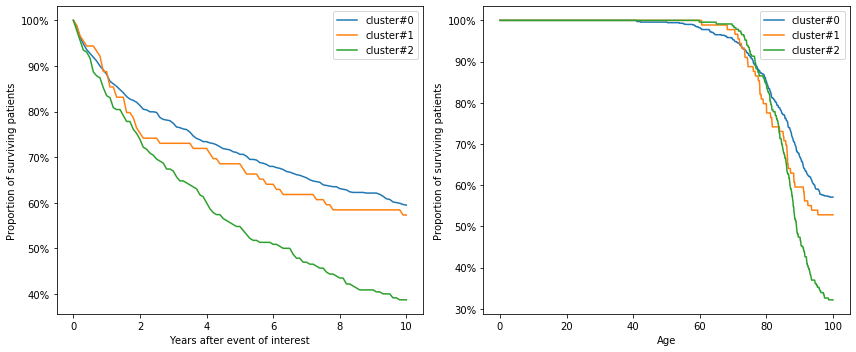 100%
90%
80%
70%
60%
50%
40%
Proportion of surviving patients
0
2
4
6
8
10
Years after event of interest
cluster#0
cluster#1
cluster#2
100%
90%
80%
70%
60%
50%
40%
30%
Proportion of surviving patients
0
20
40
60
80
100
Age
cluster#0
cluster#1
cluster#2